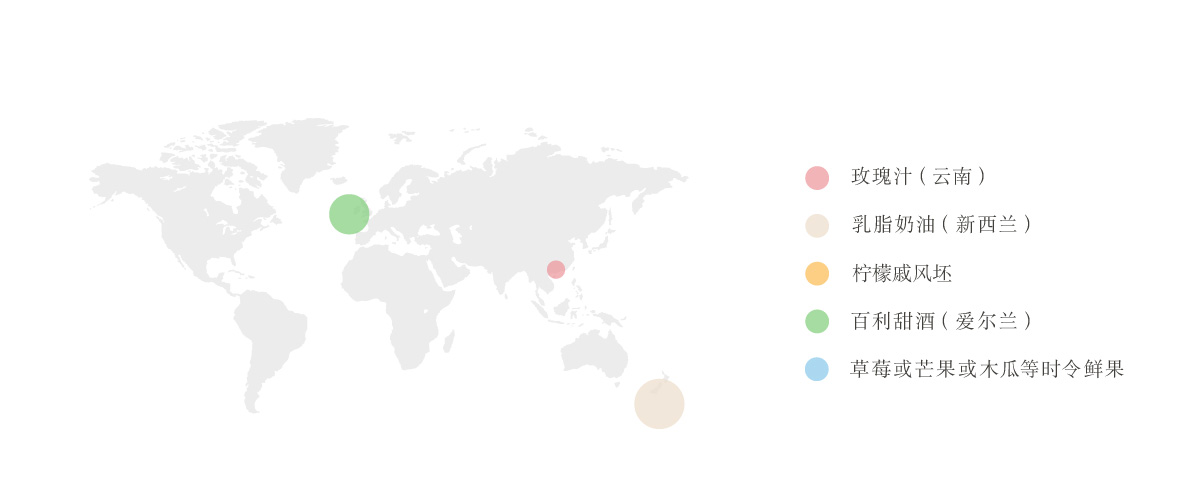 玫瑰汁（云南）
乳脂奶油（新西兰）
柠檬戚风坯
百利甜酒（爱尔兰）
草莓或芒果或木瓜等时令鲜果